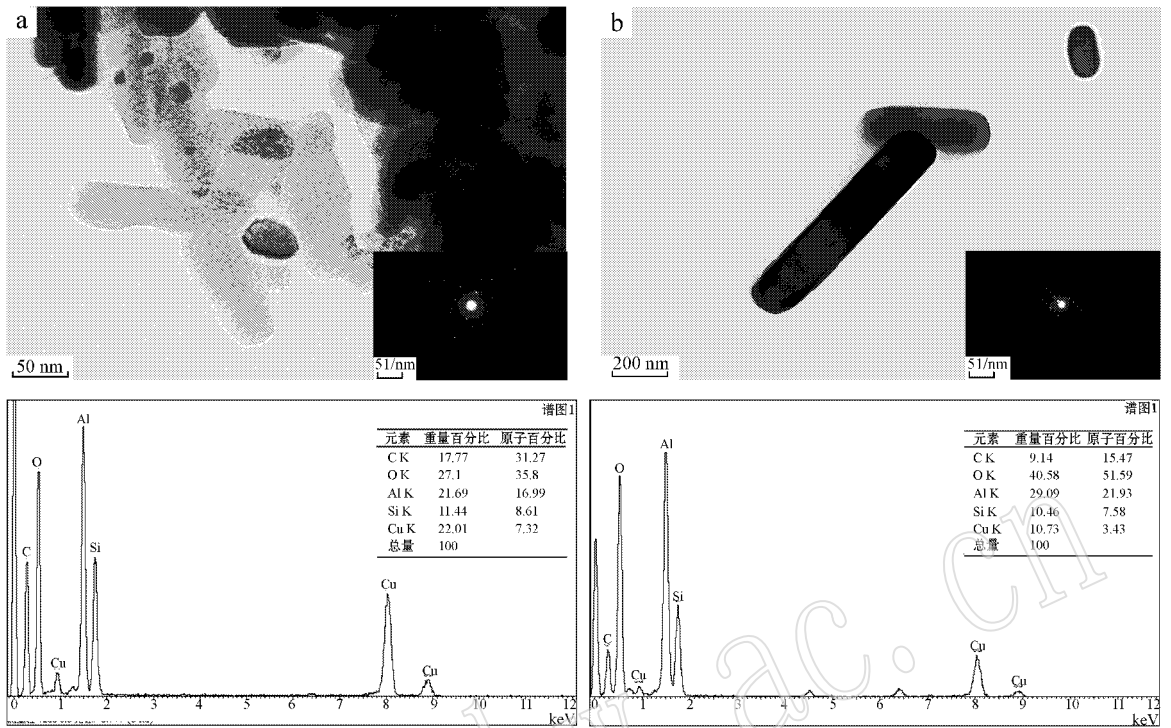 a
50 nm
51/nm
b
200 nm
51/nm
谱图1
元素 重量百分比 原子百分比
C K 17.77 31.27
O K 27.1 35.8
Al K 21.69 16.99
Si K 11.44 8.61
Cu K 22.01 7.32
总量 100
Al
O
C
Si
Cu
Cu
Cu
0 1 2 3 4 5 6 7 8 9 10 11 12
keV
谱图1
元素 重量百分比 原子百分比
C K 9.14 15.47
O K 40.58 51.59
Al K 29.09 21.93
Si K 10.46 7.58
Cu K 10.73 3.43
总量 100
Al
O
Si
C
Cu
Cu
Cu
0 1 2 3 4 5 6 7 8 9 10 11 12
keV
.ac.cn